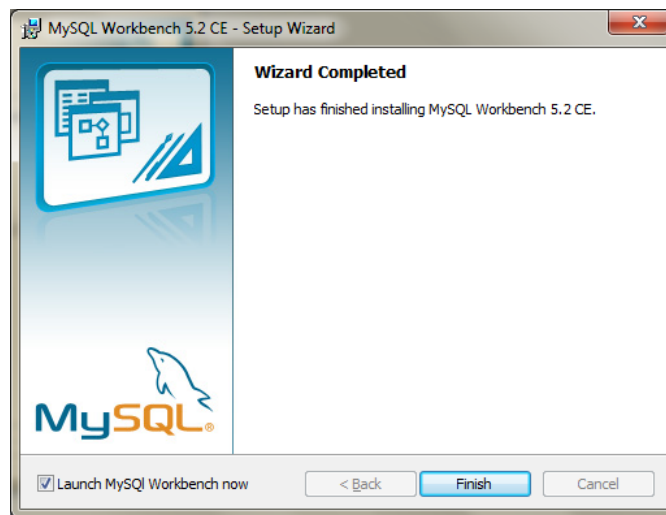 MySQL Workbench 5.2 CE - Setup Wizard
Wizard Completed
Setup has finished installing MySQL Workbench 5.2 CE.
MySQL®
Launch MySQl Workbench now
< Back
Finish
Cancel